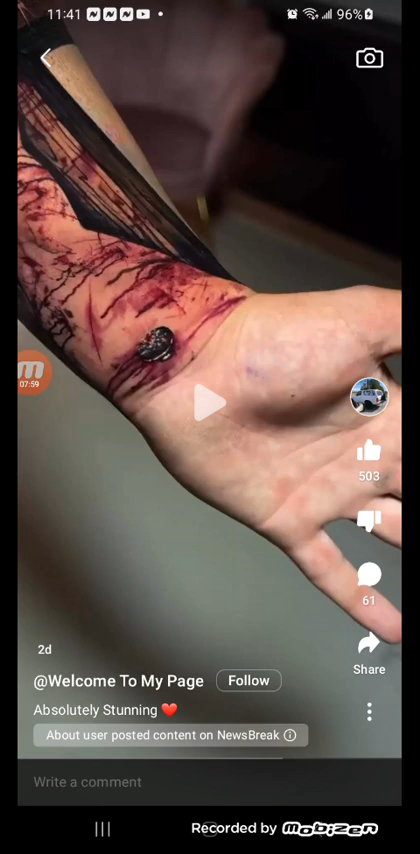 11:41
96%
07:59
503
61
Share
2d
@Welcome To My Page Follow
Absolutely Stunning ❤️
About user posted content on NewsBreak
Write a comment
Recorded by Mobizen